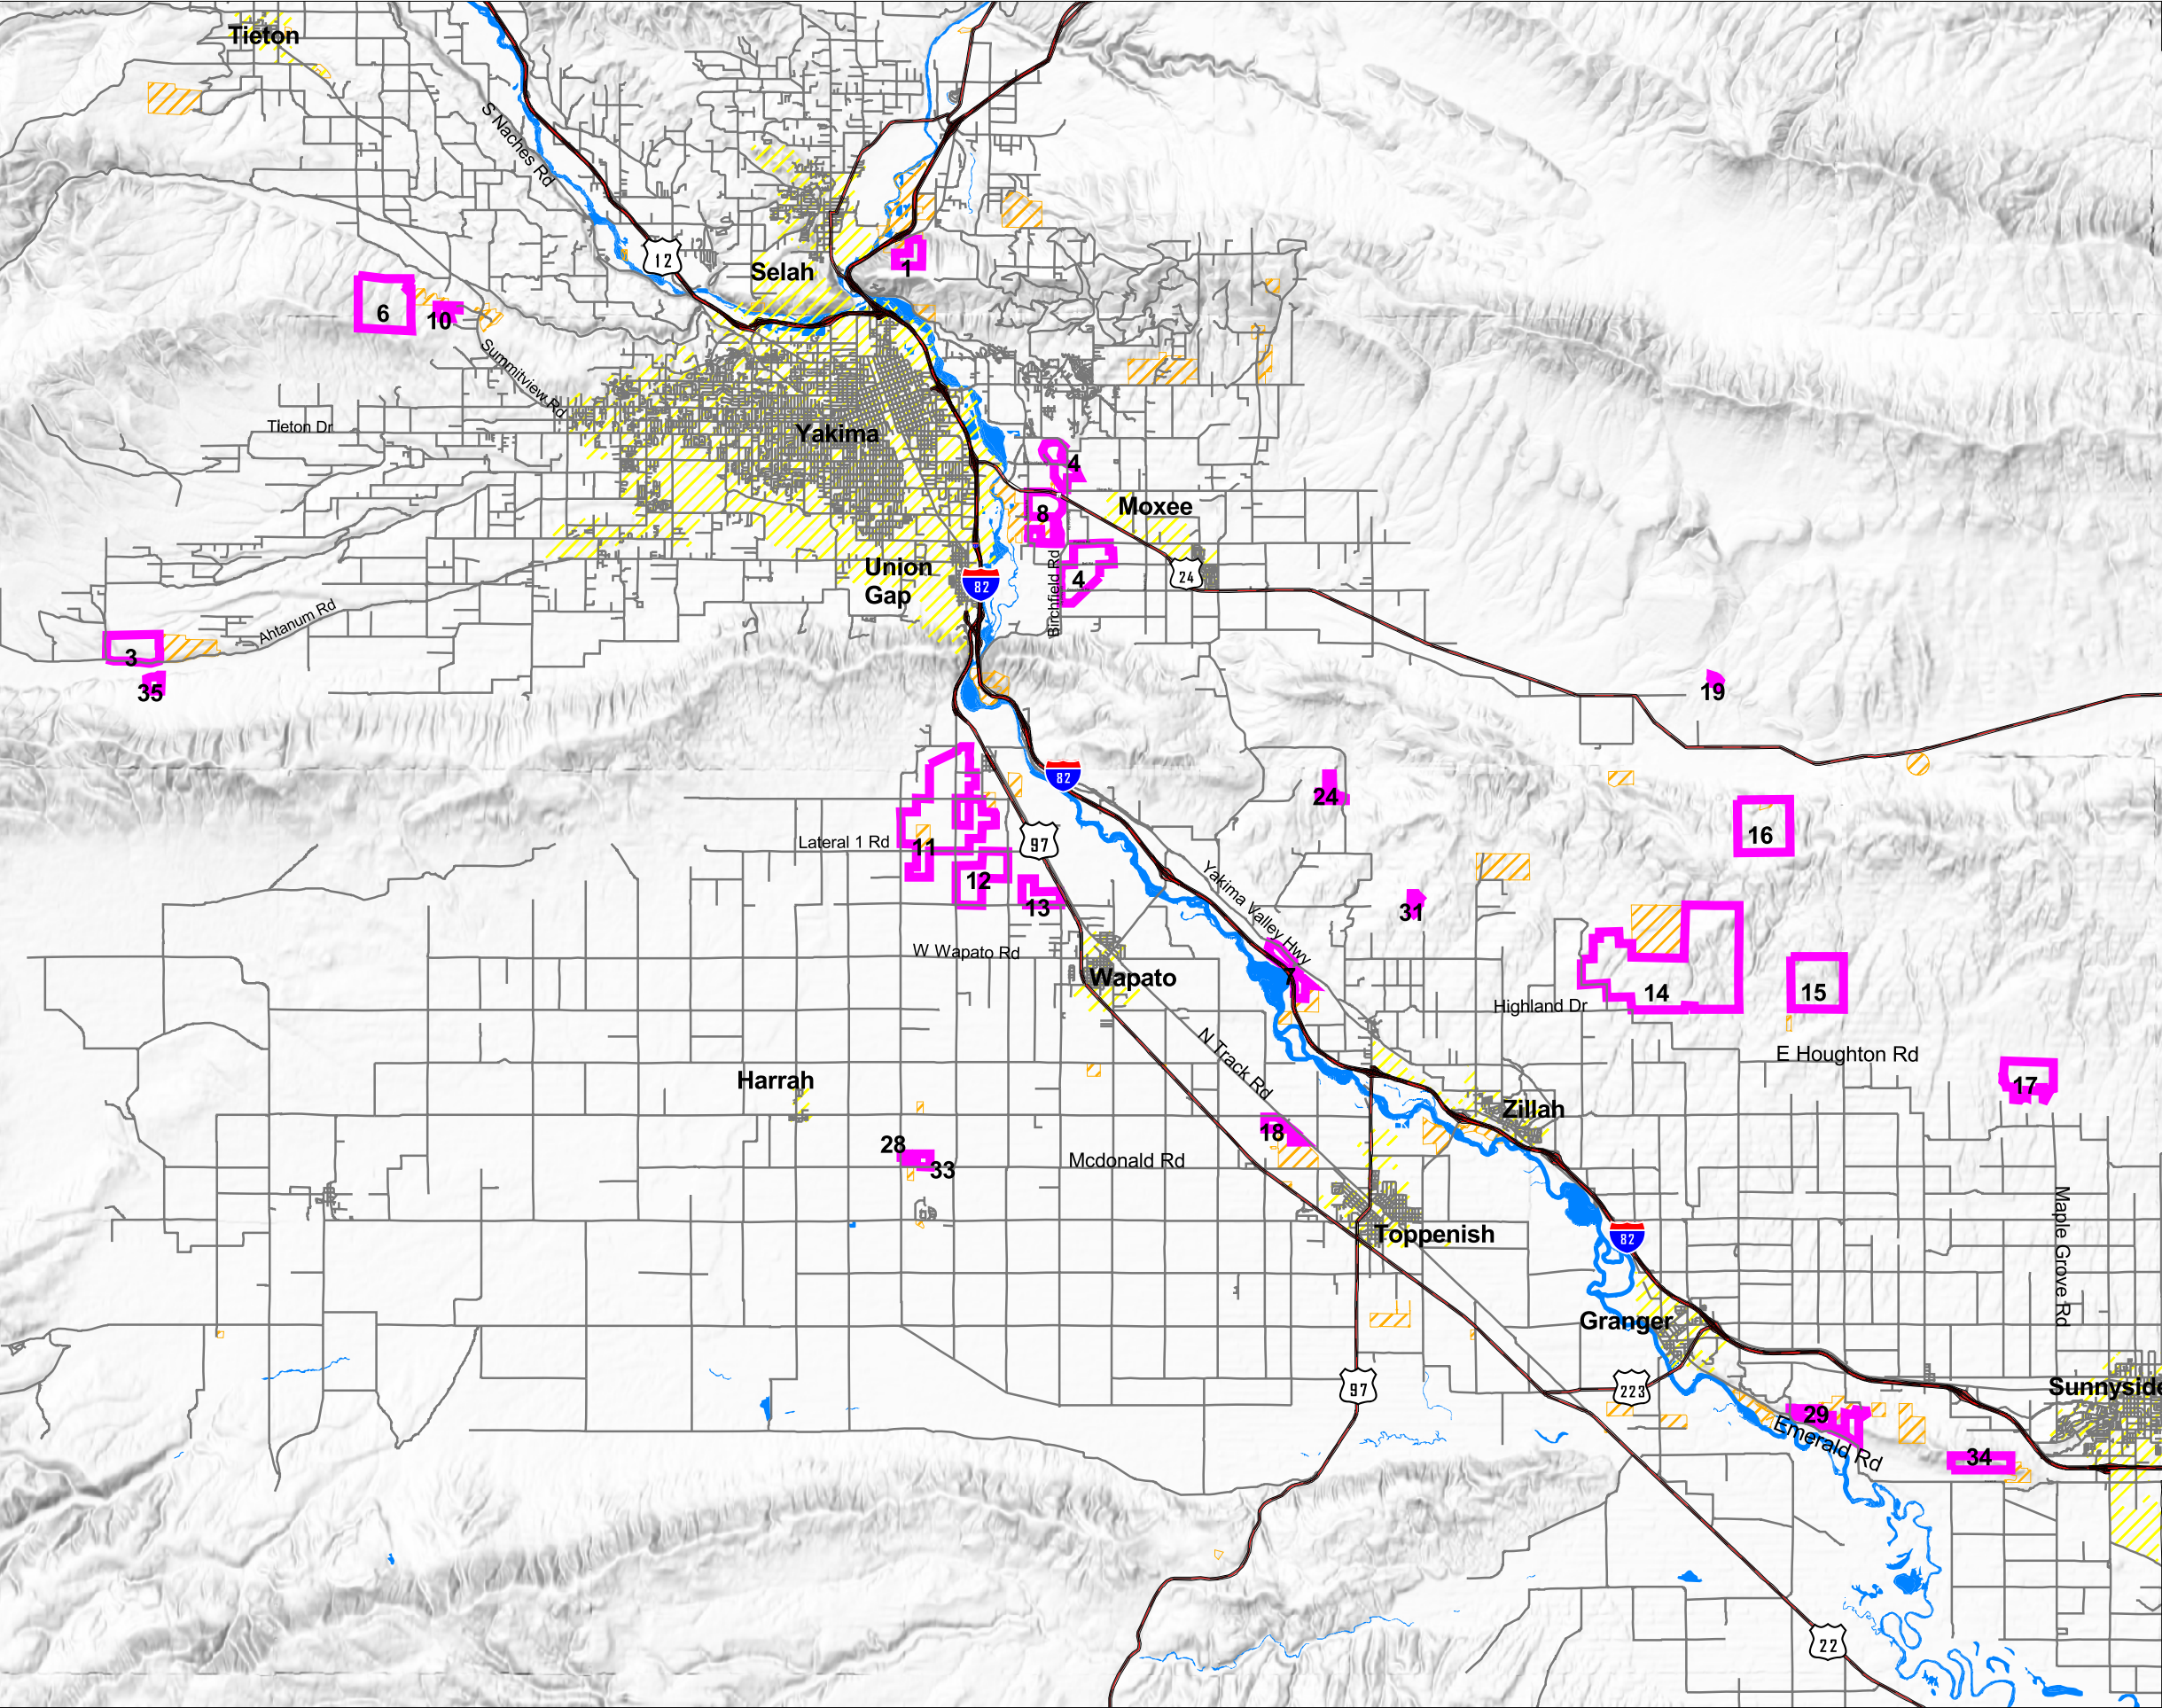 Tieton
S Naches Rd
12
Selah
1
6
10
Summitview Rd
Tieton Dr
Yakima
4
8
Moxee
Union
Gap
82
Birchfield Rd
4
24
Ahtanum Rd
3
35
19
82
24
16
97
Lateral 1 Rd
11
12
13
31
Yakima Valley Hwy
W Wapato Rd
Wapato
7
14
15
Highland Dr
E Houghton Rd
N Track Rd
Harrah
17
Zillah
18
28
33
Mcdonald Rd
Maple Grove Rd
Toppenish
82
Granger
97
223
Sunnyside
29
Emerald Rd
34
22